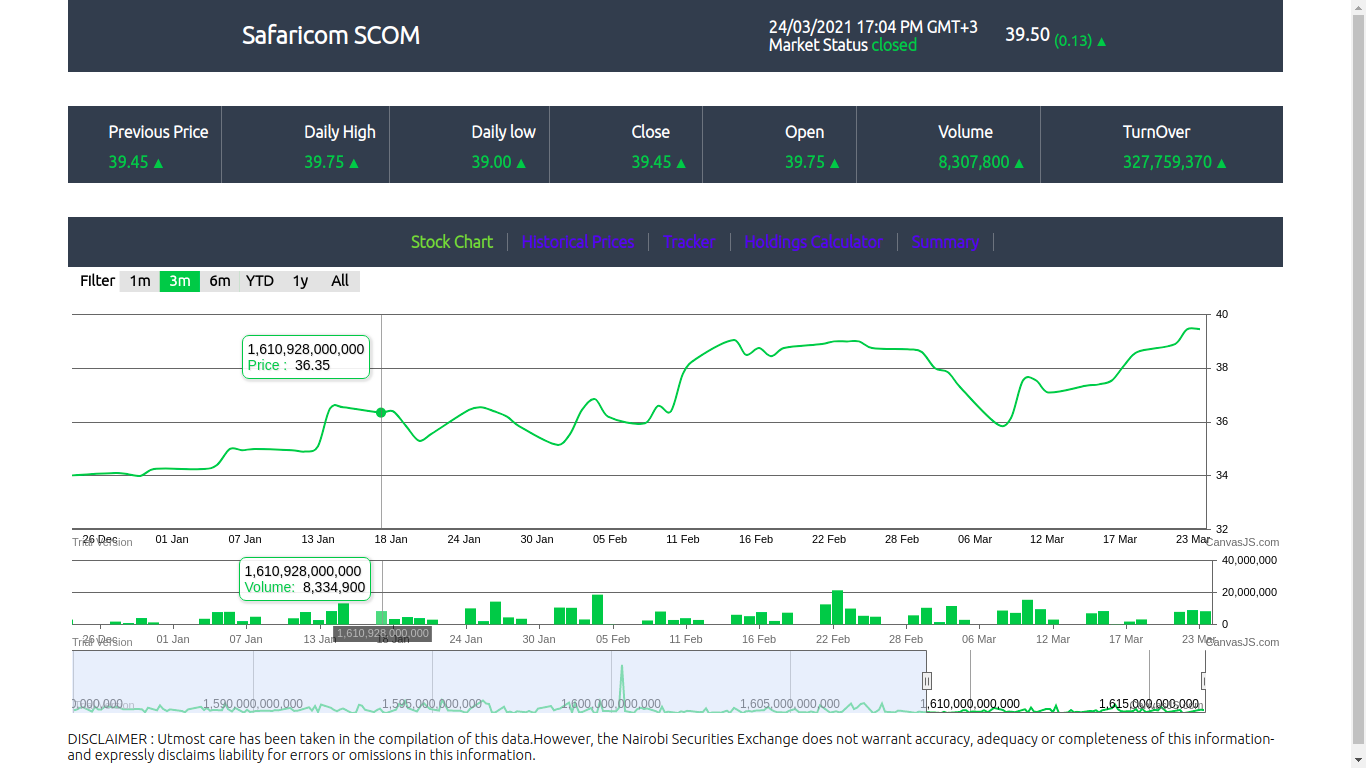 Safaricom SCOM
24/03/2021 17:04 PM GMT+3
Market Status closed
39.50 (0.13) ▲
Previous Price Daily High Daily low Close Open Volume TurnOver
39.45 ▲ 39.75 ▲ 39.00 ▲ 39.45 ▲ 39.75 ▲ 8,307,800 ▲ 327,759,370 ▲
Stock Chart Historical Prices Tracker Holdings Calculator Summary
FIlter 1m 3m 6m YTD 1y All
40
1,610,928,000,000
Price : 36.35
38
36
34
32
26 Dec 01 Jan 07 Jan 13 Jan 18 Jan 24 Jan 30 Jan 05 Feb 11 Feb 16 Feb 22 Feb 28 Feb 06 Mar 12 Mar 17 Mar 23 Mar
Trial Version CanvasJS.com
40,000,000
1,610,928,000,000
Volume: 8,334,900
20,000,000
0
26 Dec 01 Jan 07 Jan 13 Jan 18 Jan 24 Jan 30 Jan 05 Feb 11 Feb 16 Feb 22 Feb 28 Feb 06 Mar 12 Mar 17 Mar 23 Mar
1,610,928,000,000
Trial Version CanvasJS.com
1,590,000,000,000 1,595,000,000,000 1,600,000,000,000 1,605,000,000,000 1,610,000,000,000 1,615,000,000,000
DISCLAIMER : Utmost care has been taken in the compilation of this data.However, the Nairobi Securities Exchange does not warrant accuracy, adequacy or completeness of this information-
and expressly disclaims liability for errors or omissions in this information.